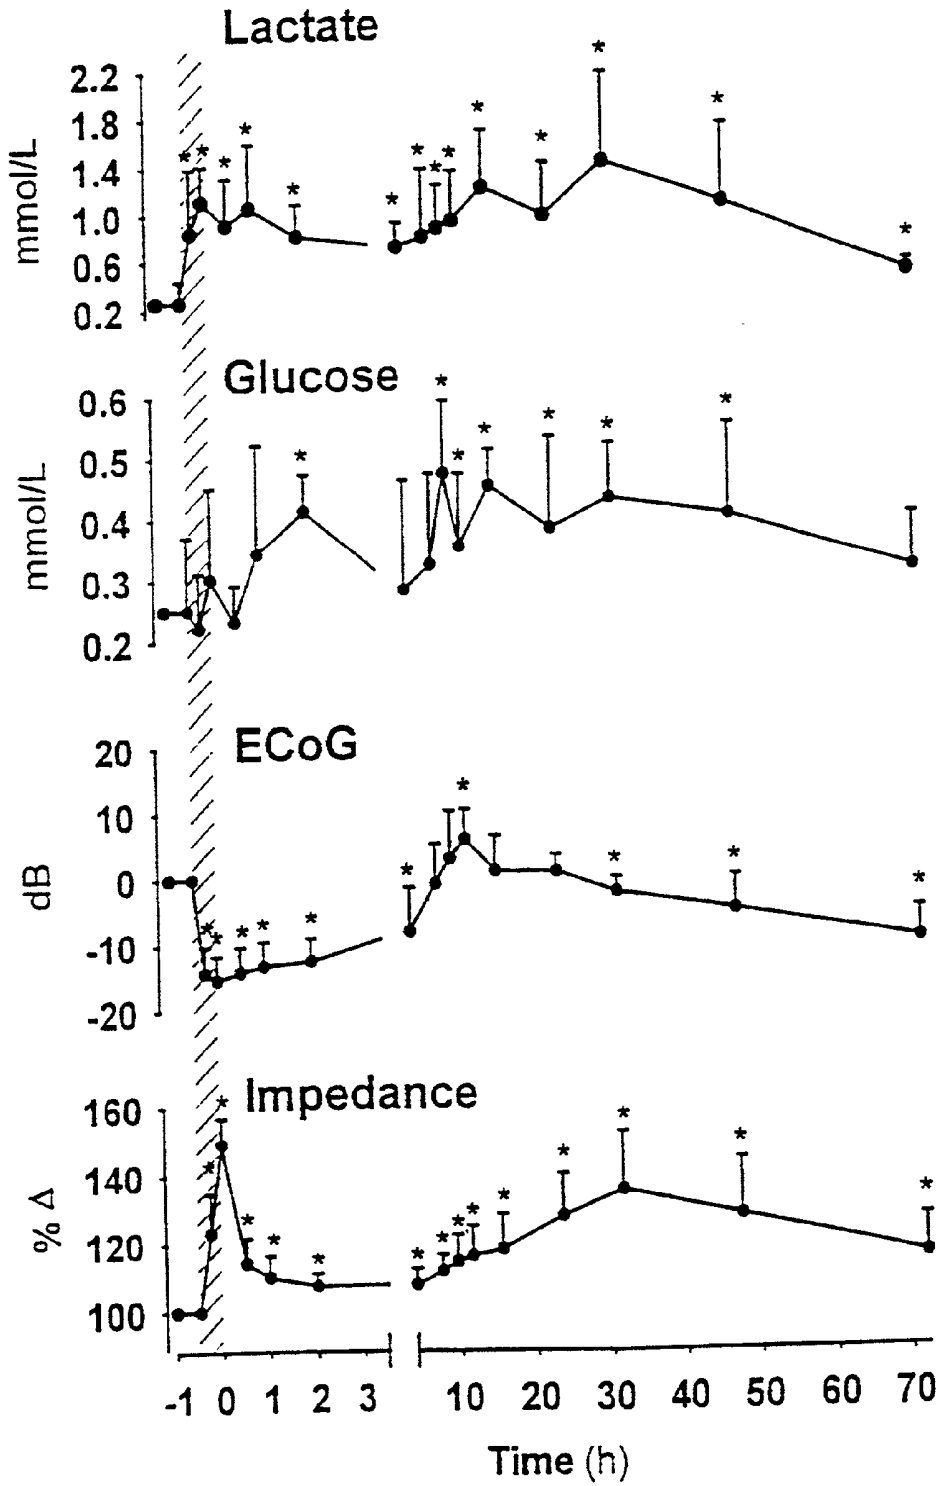 Lactate
2.2
1.8
1.4
1.0
0.6
0.2
mmol/L
* * * * * * * * * * * * * *
Glucose
0.6
0.5
0.4
0.3
0.2
mmol/L
* * * * * * *
ECoG
20
10
0
-10
-20
dB
* * * * * * * * * *
Impedance
160
140
120
100
% Δ
* * * * * * * * * * * * * *
-1 0 1 2 3 10 20 30 40 50 60 70
Time (h)